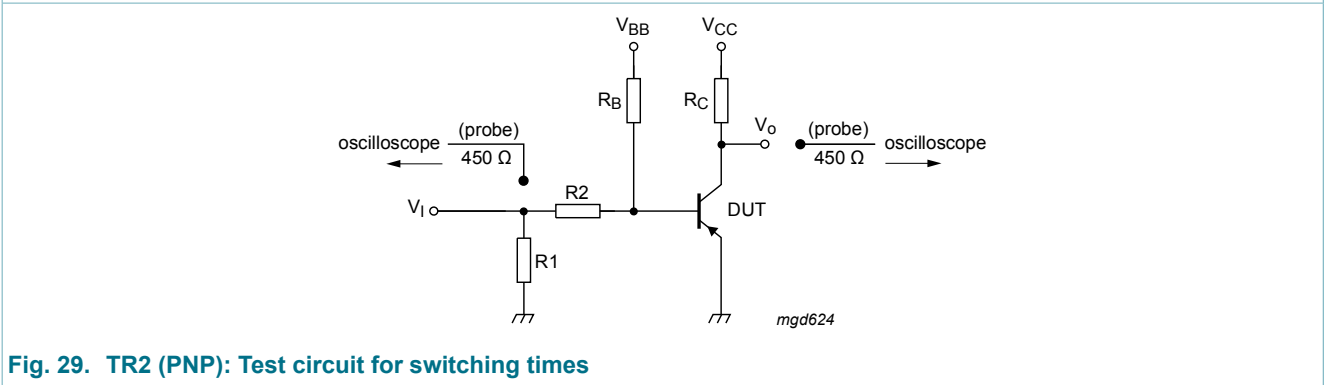 VBB
VCC
RB
RC
Vo
(probe)
oscilloscope
450 Ω
(probe)
oscilloscope
450 Ω
R2
VI
DUT
R1
mgd624
Fig. 29. TR2 (PNP): Test circuit for switching times